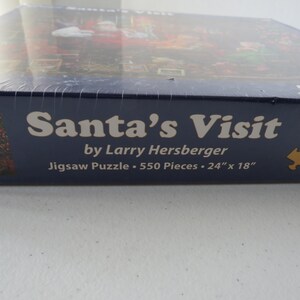 Santa's Visit
by Larry Hersberger
Jigsaw Puzzle • 550 Pieces • 24" x 18"